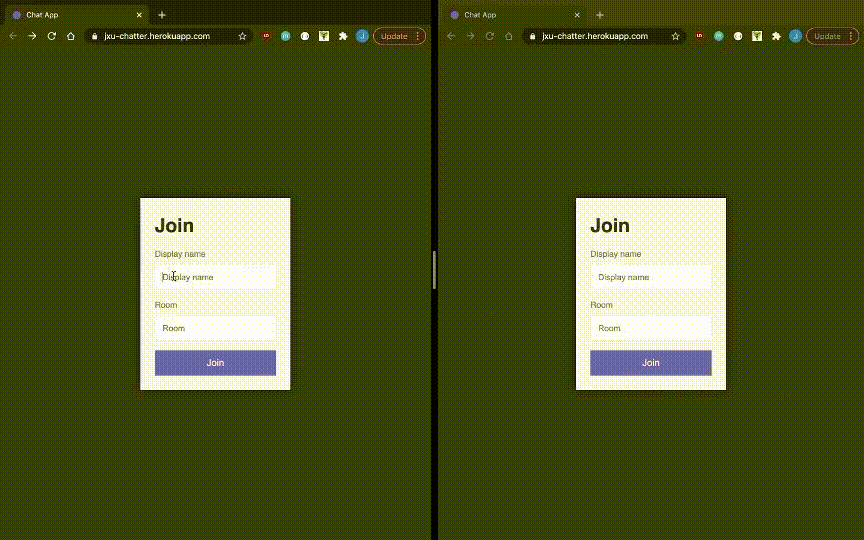 Chat App
jxu-chatter.herokuapp.com
J
Update
Join
Display name
Display name
Room
Room
Join
Chat App
jxu-chatter.herokuapp.com
J
Update
Join
Display name
Display name
Room
Room
Join